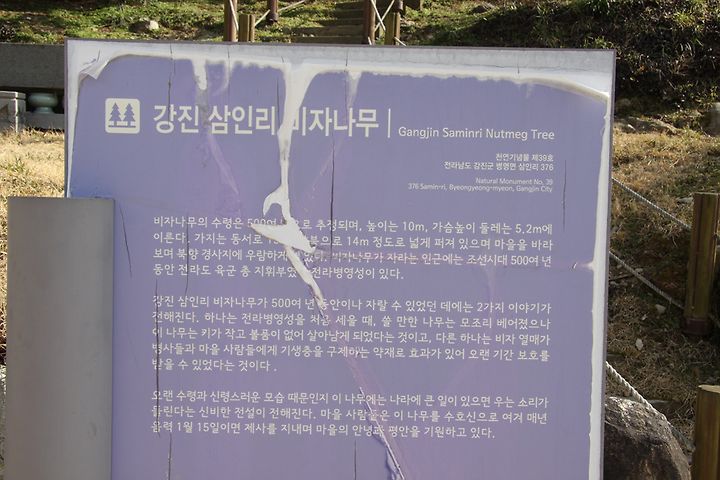 강진 삼인리 비자나무 | Gangjin Saminri Nutmeg Tree
천연기념물 제39호
전라남도 강진군 병영면 삼인리 376
Natural Monument No. 39
376 Samin-ri, Byeongyeong-myeon, Gangjin City
비자나무의 수령은 500여 으로 추정되며, 높이는 10m, 가슴높이 둘레는 5.2m에
이른다. 가지는 동서로 으로 14m 정도로 넓게 퍼져 있으며 마을을 바라
보며 북향 경사지에 우람하게 있다. 비자나무가 자라는 인근에는 조선시대 500여 년
동안 전라도 육군 총 지휘부였 전라병영성이 있다.
강진 삼인리 비자나무가 500여 년 동안이나 자랄 수 있었던 데에는 2가지 이야기가
전해진다. 하나는 전라병영성을 처음 세울 때, 쓸 만한 나무는 모조리 베어졌으나
이 나무는 키가 작고 볼품이 없어 살아남게 되었다는 것이고, 다른 하나는 비자 열매가
병사들과 마을 사람들에게 기생충을 구제하는 약재로 효과가 있어 오랜 기간 보호를
받을 수 있었다는 것이다 .
오랜 수령과 신령스러운 모습 때문인지 이 나무에는 나라에 큰 일이 있으면 우는 소리가
들린다는 신비한 전설이 전해진다. 마을 사람들은 이 나무를 수호신으로 여겨 매년
음력 1월 15일이면 제사를 지내며 마을의 안녕과 평안을 기원하고 있다.